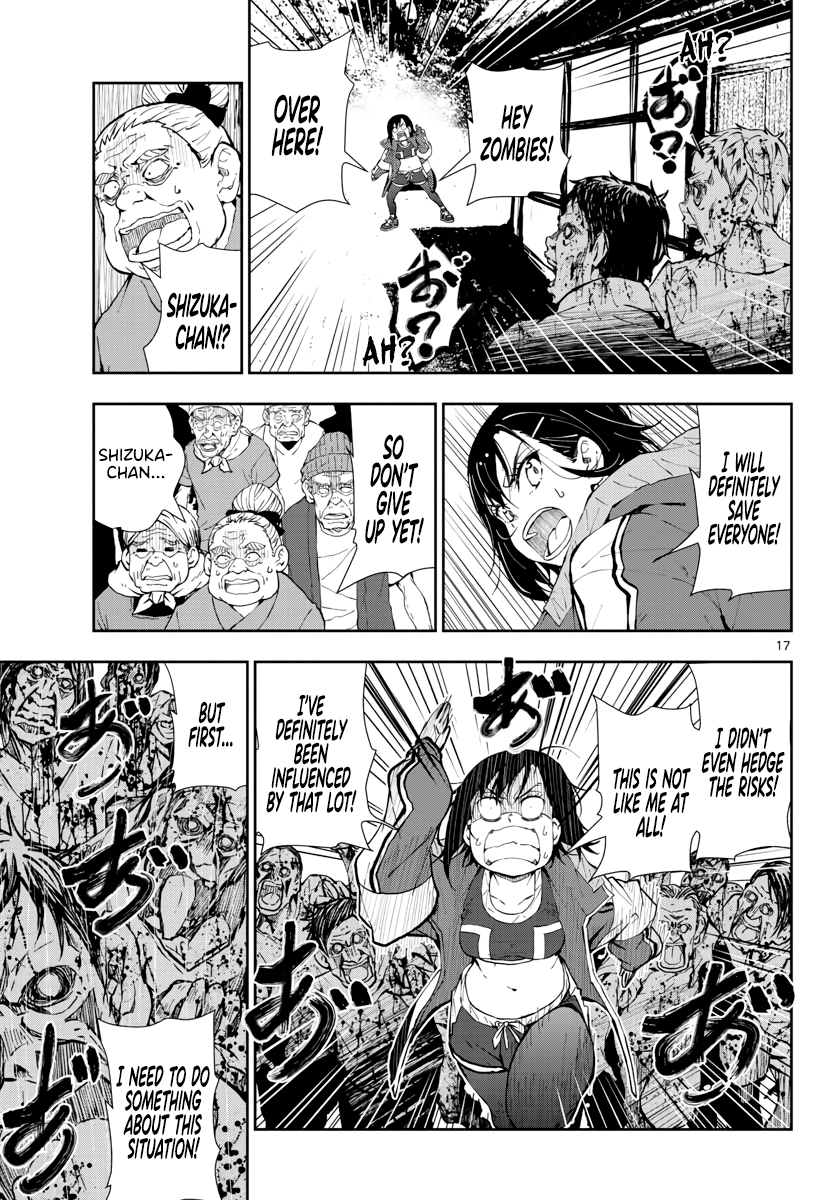 AH?
あ"?
HEY
ZOMBIES!
OVER
HERE!
あ"?
AH?
SHIZUKA-
CHAN!?
I WILL
DEFINITELY
SAVE
EVERYONE!
SO
DON'T
GIVE
UP YET!
SHIZUKA-
CHAN...
17
I DIDN'T
EVEN HEDGE
THE RISKS!
THIS IS NOT
LIKE ME AT
ALL!
あ"
I'VE
DEFINITELY
BEEN
INFLUENCED
BY THAT LOT!
あ"
あ"
BUT
FIRST...
あ"
あ"
あ"
I NEED TO DO
SOMETHING
ABOUT THIS
SITUATION!